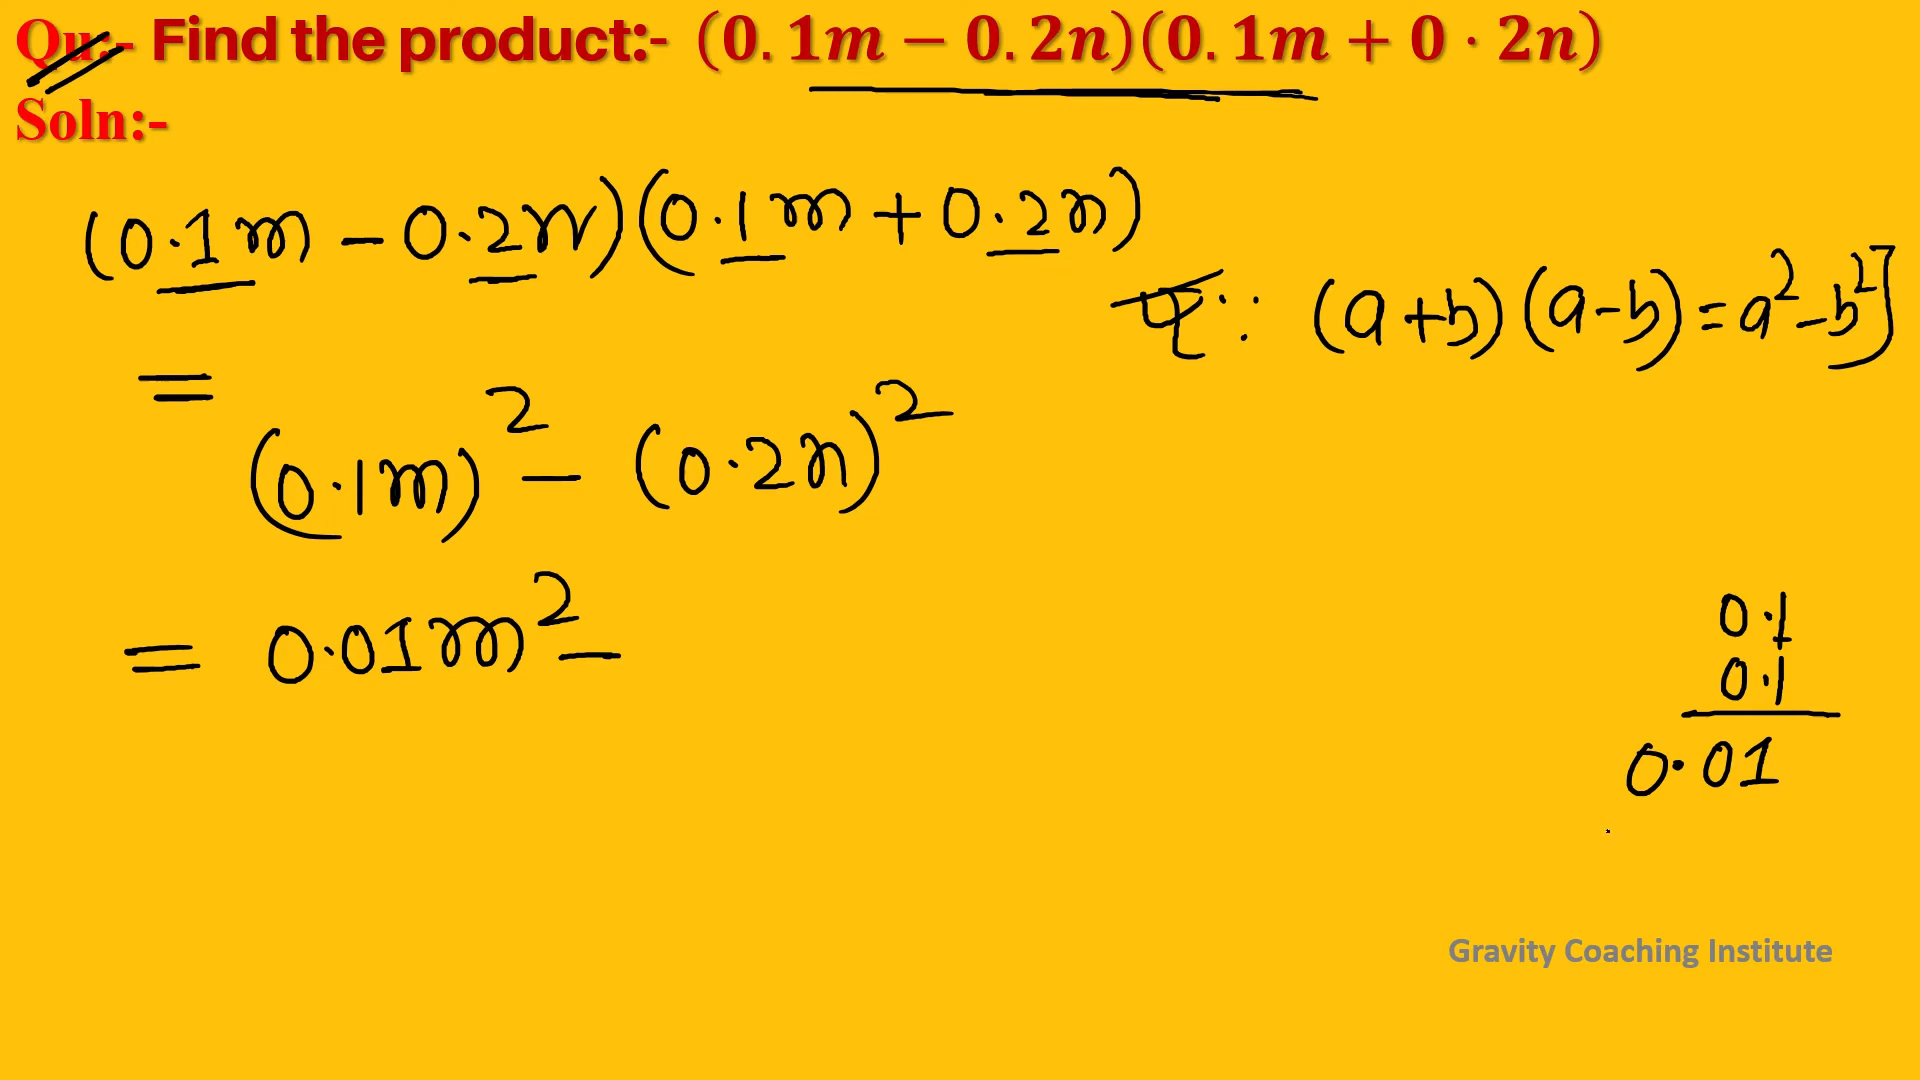 Qu:- Find the product:- (0.1m − 0.2n)(0.1m + 0·2n)
Soln:-
(0.1m − 0.2n)(0.1m + 0.2n)
∵ (a+b)(a-b) = a²-b²]
=
(0.1m)² − (0.2n)²
= 0.01m² −
0.1
0.1
0.01
Gravity Coaching Institute